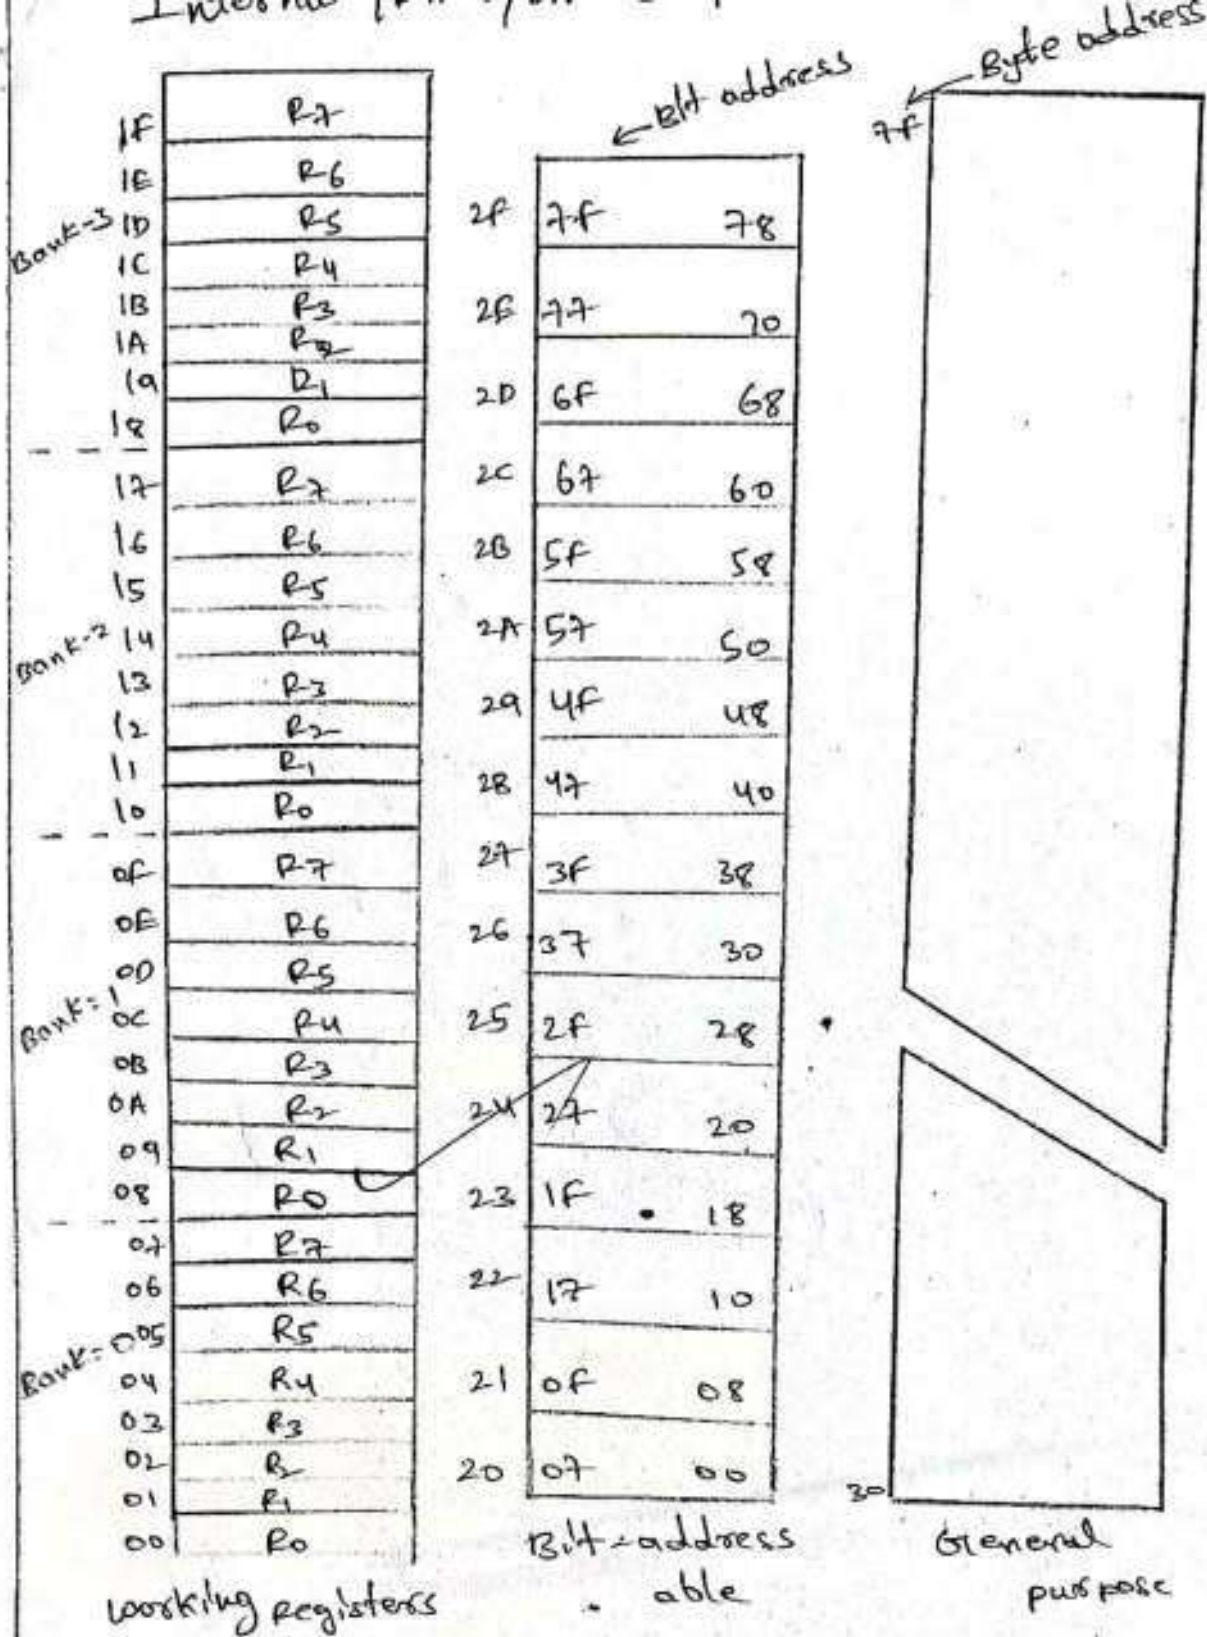 Internal
Byte address
Bit address
7F
1F R7
1E R6
Bank-3 1D R5
1C R4
1B R3
1A R2
19 R1
18 R0
17 R7
16 R6
15 R5
Bank-2 14 R4
13 R3
12 R2
11 R1
10 R0
0F R7
0E R6
0D R5
Bank=1 0C R4
0B R3
0A R2
09 R1
08 R0
07 R7
06 R6
Bank=0 05 R5
04 R4
03 R3
02 R2
01 R1
00 R0
working registers
2F 7F 78
2E 77 70
2D 6F 68
2C 67 60
2B 5F 58
2A 57 50
29 4F 48
28 47 40
27 3F 38
26 37 30
25 2F 28
24 27 20
23 1F 18
22 17 10
21 0F 08
20 07 00
Bit-address
able
30
General
purpose